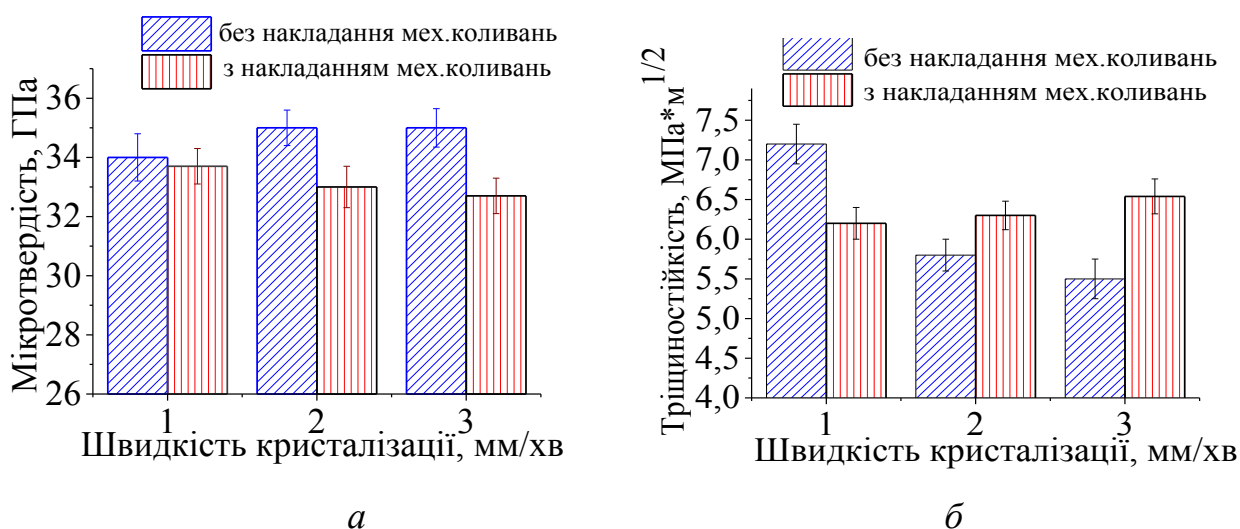 без накладання мех.коливань
з накладанням мех.коливань
Мікротвердість, ГПа
36
34
32
30
28
26
1 2 3
Швидкість кристалізації, мм/хв
а
без накладання мех.коливань
з накладанням мех.коливань
Тріщиностійкість, МПа*м^1/2
7,5
7,0
6,5
6,0
5,5
5,0
4,5
4,0
1 2 3
Швидкість кристалізації, мм/хв
б